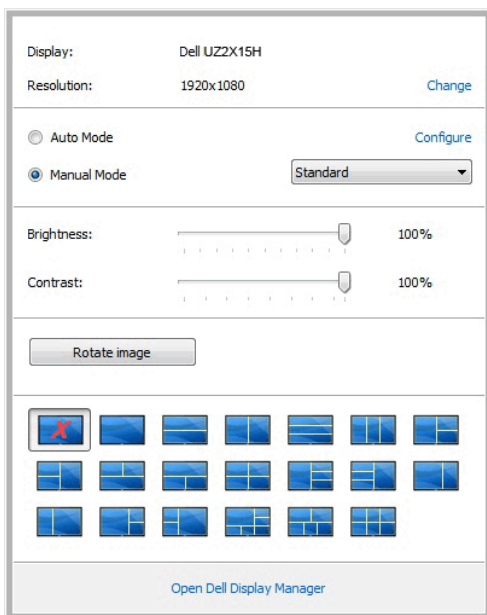 Display: Dell UZ2X15H
Resolution: 1920x1080 Change
Auto Mode Configure
Manual Mode Standard
Brightness: 100%
Contrast: 100%
Rotate image
Open Dell Display Manager